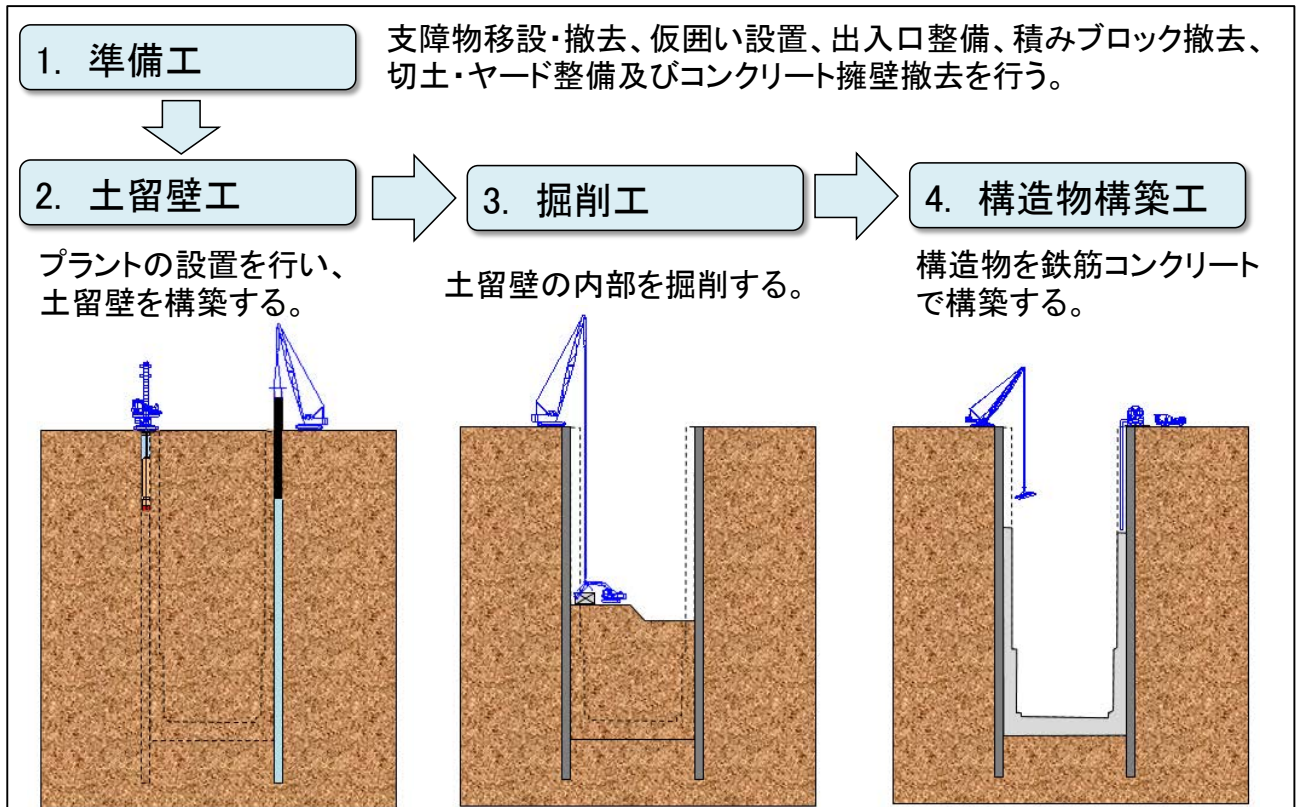 1. 準備工
支障物移設・撤去、仮囲い設置、出入口整備、積みブロック撤去、
切土・ヤード整備及びコンクリート擁壁撤去を行う。
2. 土留壁工
プラントの設置を行い、
土留壁を構築する。
3. 掘削工
土留壁の内部を掘削する。
4. 構造物構築工
構造物を鉄筋コンクリート
で構築する。